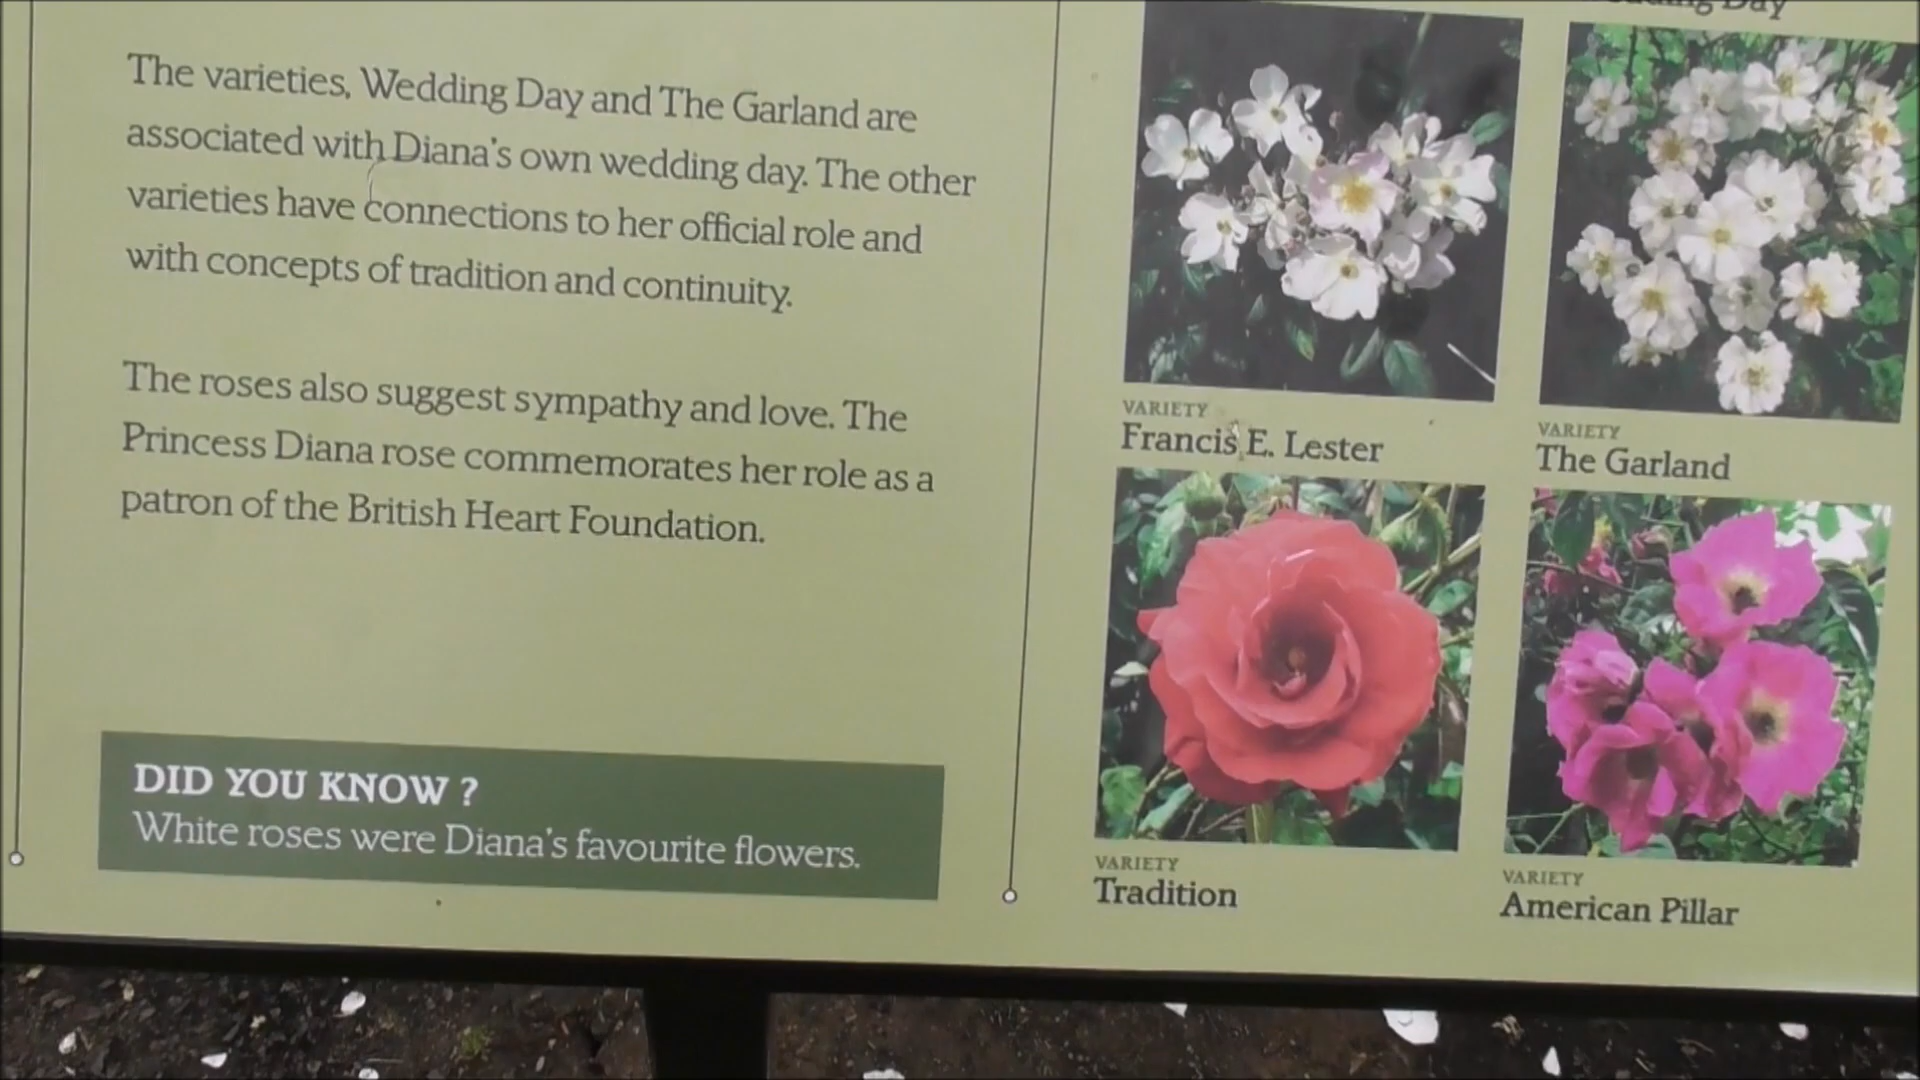 The varieties, Wedding Day and The Garland are
associated with Diana's own wedding day. The other
varieties have connections to her official role and
with concepts of tradition and continuity.
The roses also suggest sympathy and love. The
Princess Diana rose commemorates her role as a
patron of the British Heart Foundation.
DID YOU KNOW ?
White roses were Diana's favourite flowers.
Day
VARIETY
Francis E. Lester
VARIETY
The Garland
VARIETY
Tradition
VARIETY
American Pillar